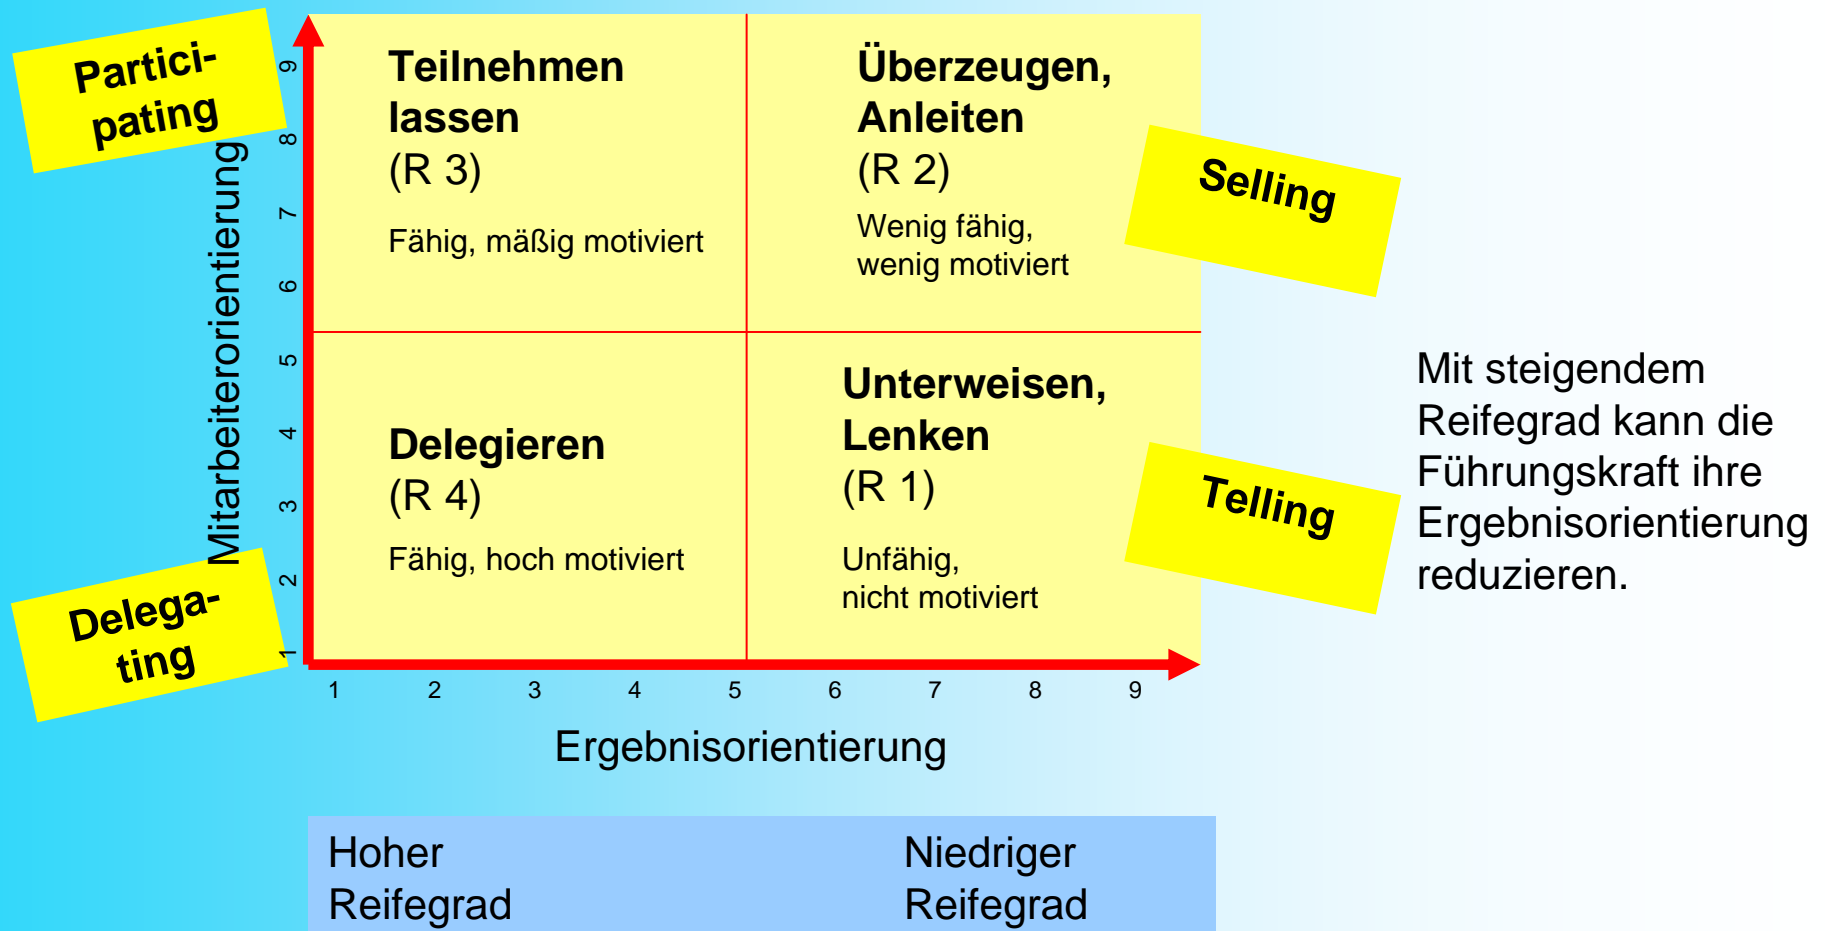 Partici-
pating
Teilnehmen
lassen
(R 3)
Fähig, mäßig motiviert
Überzeugen,
Anleiten
(R 2)
Wenig fähig,
wenig motiviert
Selling
Mitarbeiterorientierung
9
8
7
6
5
4
3
2
1
Delegieren
(R 4)
Fähig, hoch motiviert
Unterweisen,
Lenken
(R 1)
Unfähig,
nicht motiviert
Telling
Delega-
ting
Mit steigendem
Reifegrad kann die
Führungskraft ihre
Ergebnisorientierung
reduzieren.
1 2 3 4 5 6 7 8 9
Ergebnisorientierung
Hoher
Reifegrad
Niedriger
Reifegrad